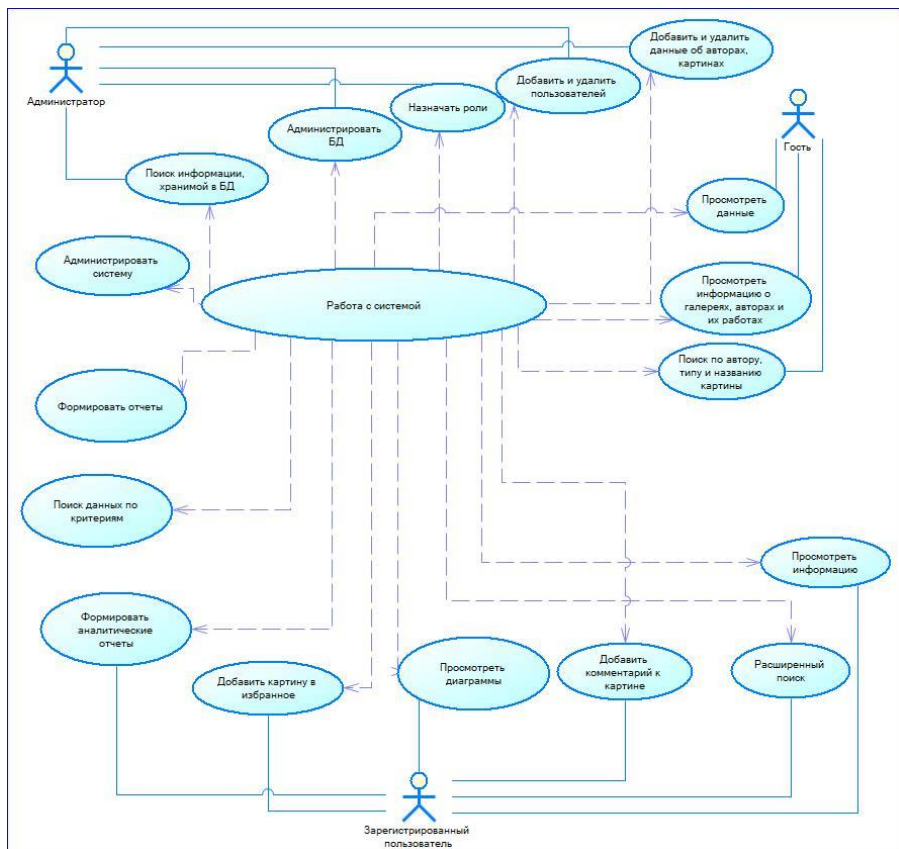 Добавить и удалить
данные об авторах,
картинах
Администратор
Добавить и удалить
пользователей
Назначать роли
Администрировать
БД
Гость
Поиск информации,
хранимой в БД
Просмотреть
данные
Администрировать
систему
Работа с системой
Просмотреть
информацию о
галереях, авторах и
их работах
Поиск по автору,
типу и названию
картины
Формировать отчеты
Поиск данных по
критериям
Просмотреть
информацию
Формировать
аналитические
отчеты
Добавить картину в
избранное
Просмотреть
диаграммы
Добавить
комментарий к
картине
Расширенный
поиск
Зарегистрированный
пользователь